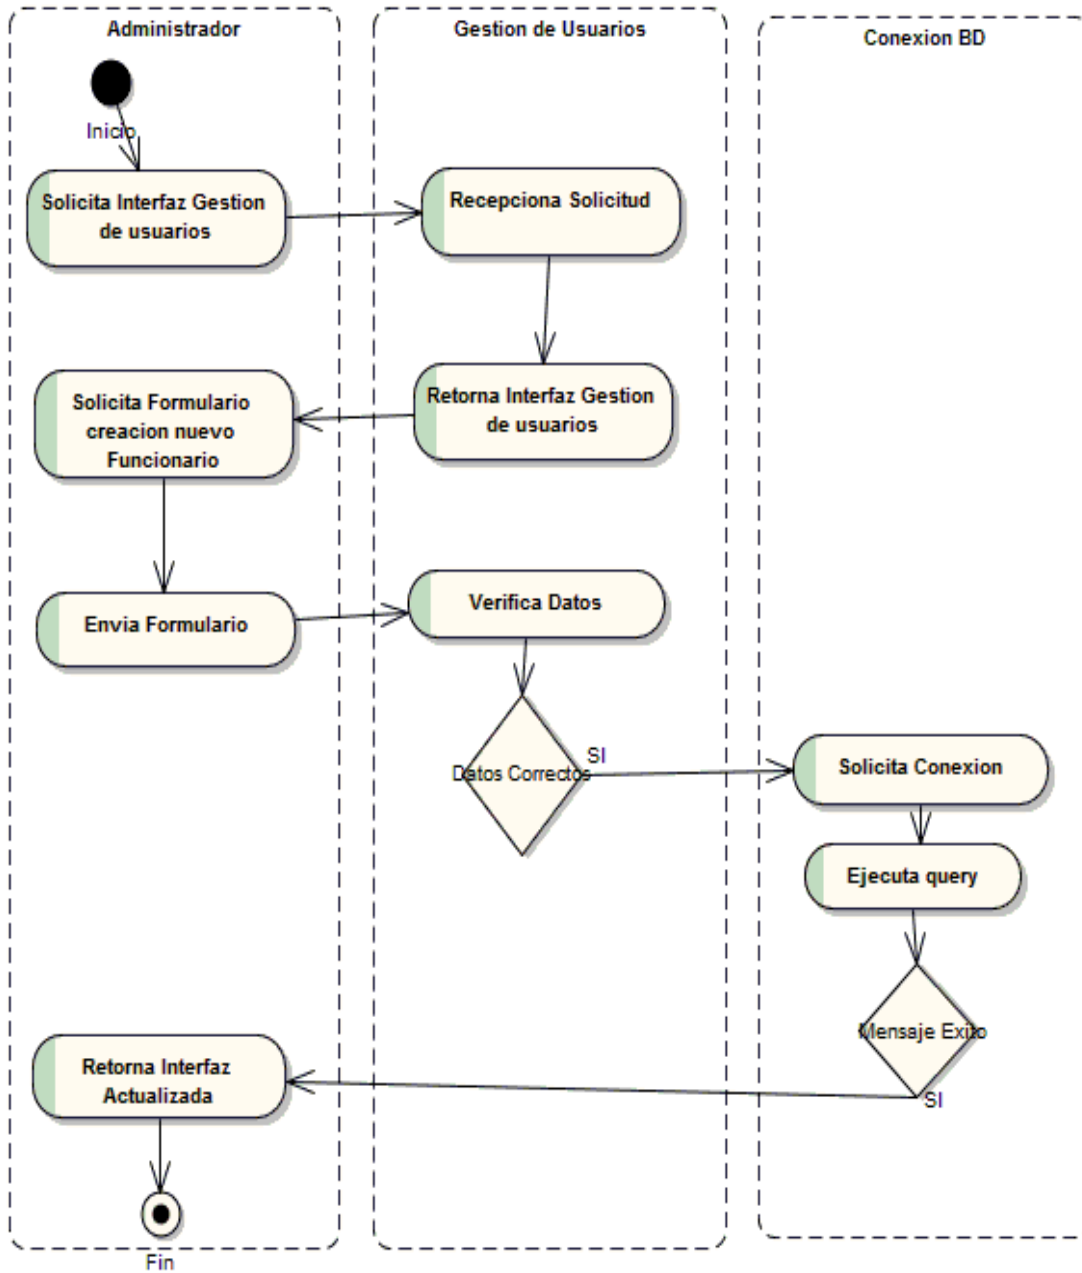 Administrador
Gestion de Usuarios
Conexion BD
Inicio
Solicita Interfaz Gestion
de usuarios
Recepciona Solicitud
Retorna Interfaz Gestion
de usuarios
Solicita Formulario
creacion nuevo
Funcionario
Envia Formulario
Verifica Datos
Datos Correctos
SI
Solicita Conexion
Ejecuta query
Mensaje Exito
SI
Retorna Interfaz
Actualizada
Fin